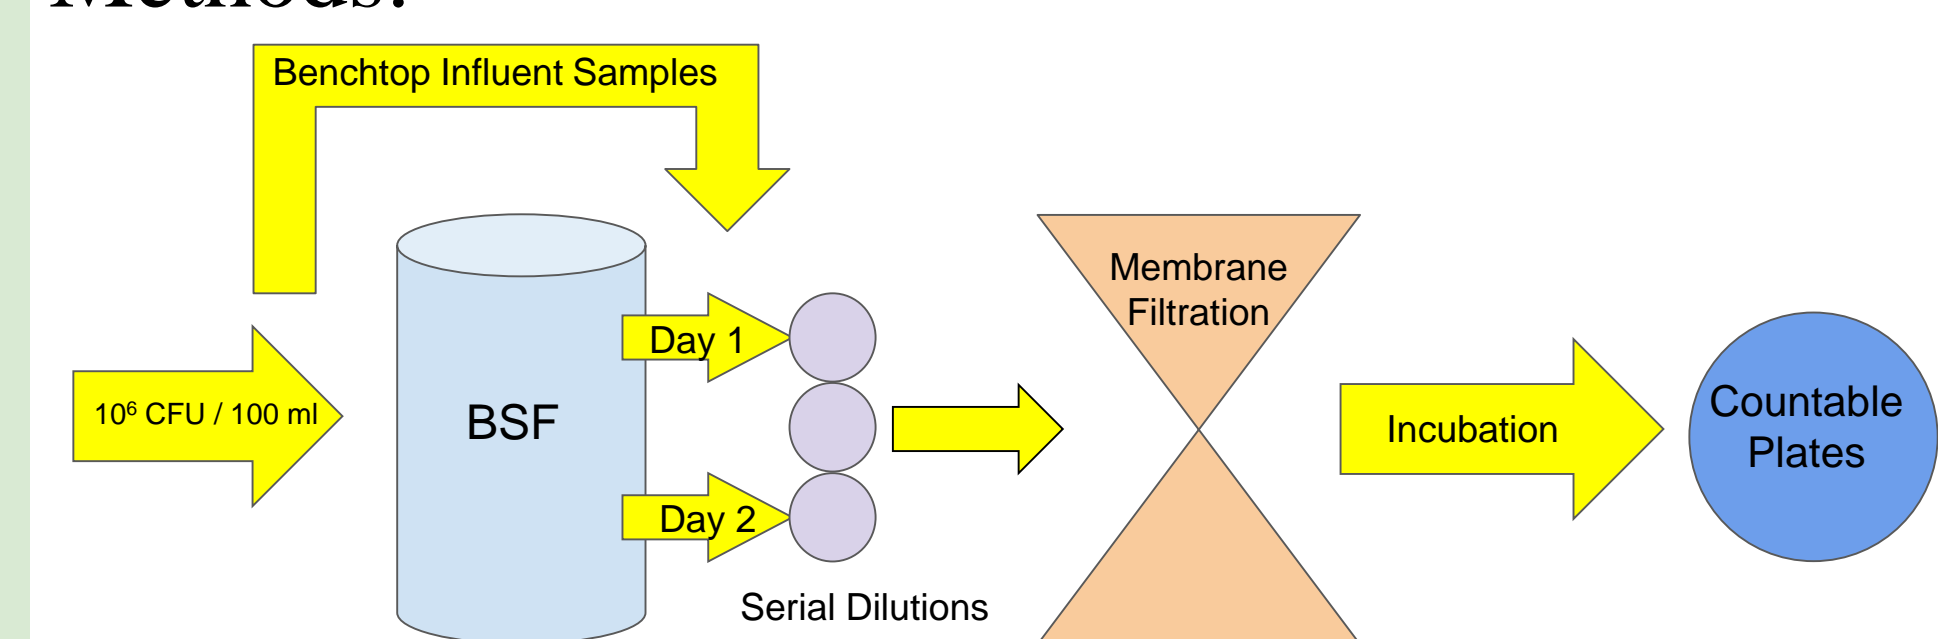 Methods:
Benchtop Influent Samples
10⁶ CFU / 100 ml
BSF
Day 1
Day 2
Serial Dilutions
Membrane
Filtration
Incubation
Countable
Plates